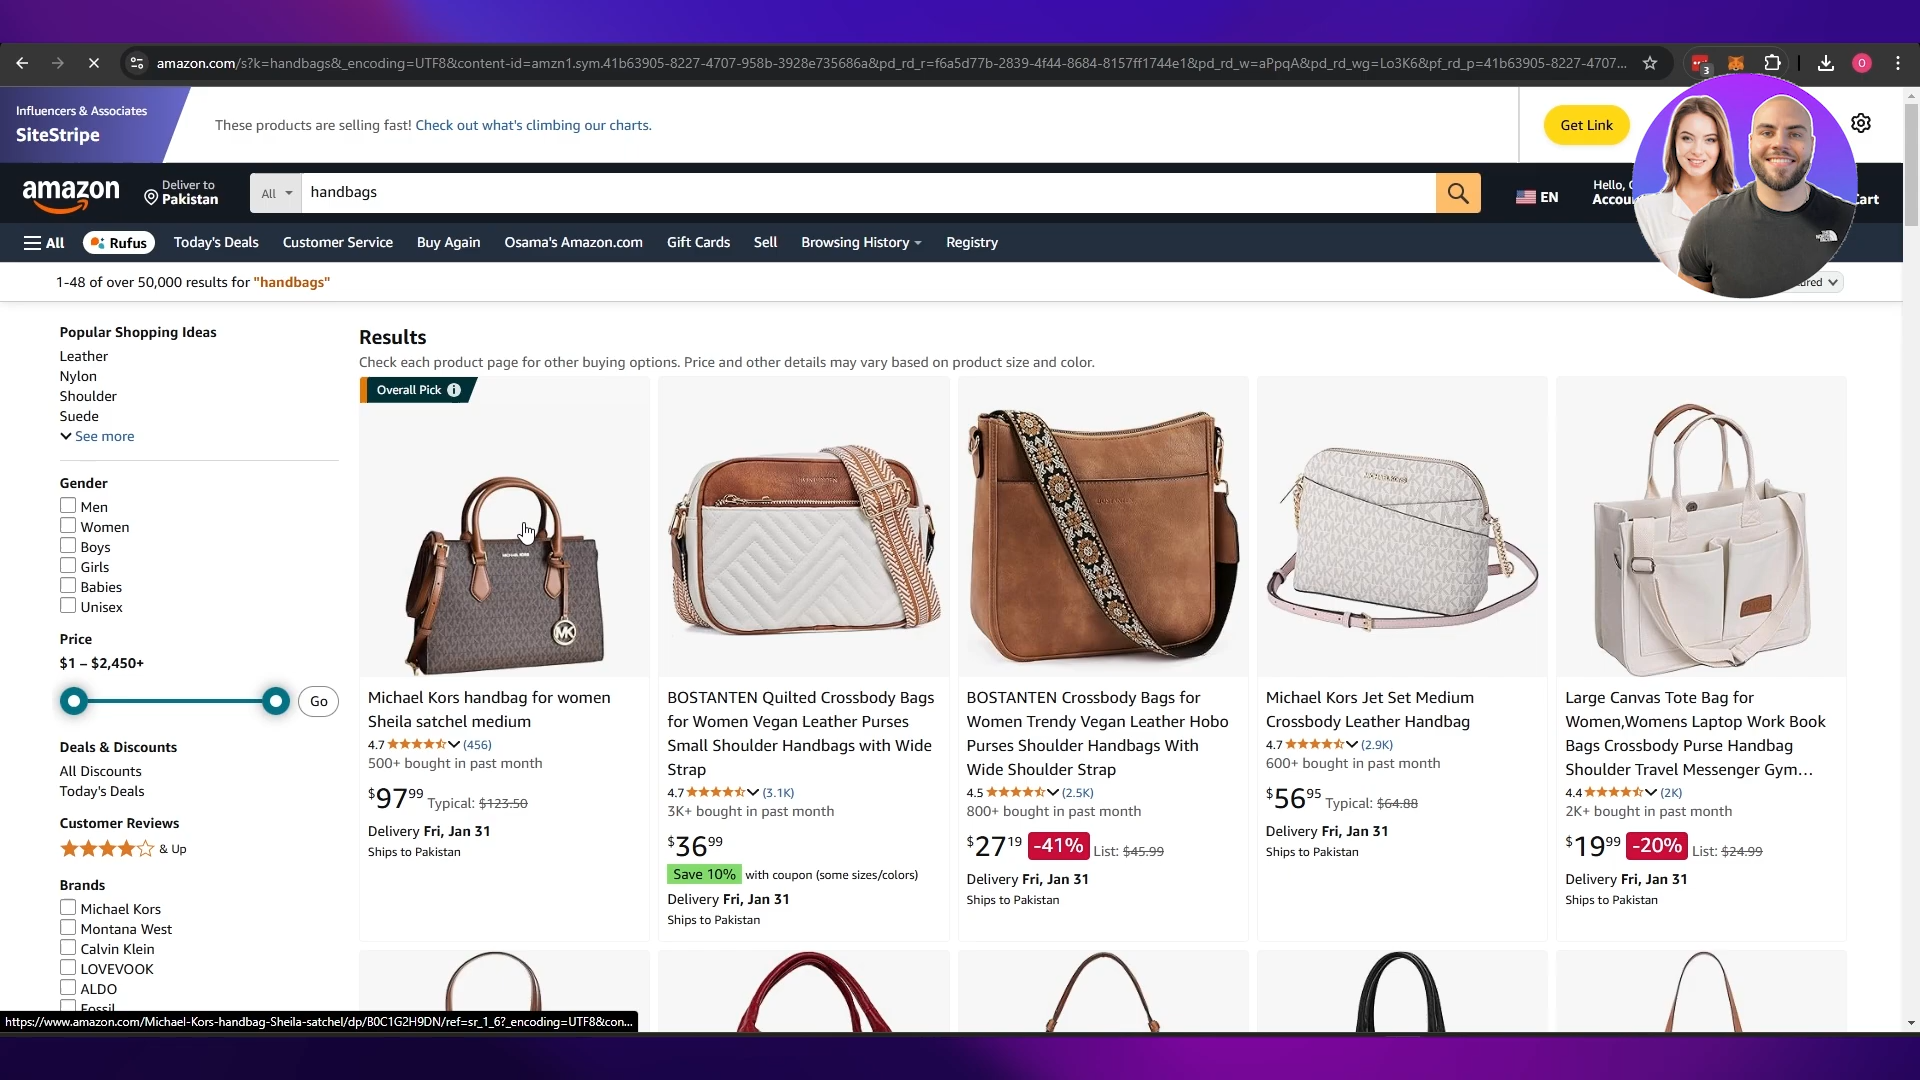 amazon.com/s?k=handbags&_encoding=UTF8&content-id=amzn1.sym.41b63905-8227-4707-958b-3928e735686a&pd_rd_r=f6a5d77b-2839-4f44-8684-8157ff1744e1&pd_rd_w=aPpqA&pd_rd_wg=Lo3K6&pf_rd_p=41b63905-8227-4707...
3
O
Influencers & Associates
SiteStripe
These products are selling fast! Check out what's climbing our charts.
Get Link
amazon
Deliver to
Pakistan
All
handbags
EN
Hello,
All
Rufus
Today's Deals
Customer Service
Buy Again
Osama's Amazon.com
Gift Cards
Sell
Browsing History
Registry
1-48 of over 50,000 results for "handbags"
Popular Shopping Ideas
Leather
Nylon
Shoulder
Suede
See more
Gender
Men
Women
Boys
Girls
Babies
Unisex
Price
$1 – $2,450+
Go
Deals & Discounts
All Discounts
Today's Deals
Customer Reviews
& Up
Brands
Michael Kors
Montana West
Calvin Klein
LOVEVOOK
ALDO
Fossil
Results
Check each product page for other buying options. Price and other details may vary based on product size and color.
Overall Pick
MICHAEL KORS
MK
Michael Kors handbag for women
Sheila satchel medium
4.7 (456)
500+ bought in past month
$97.99 Typical: $123.50
Delivery Fri, Jan 31
Ships to Pakistan
BOSTANTEN Quilted Crossbody Bags
for Women Vegan Leather Purses
Small Shoulder Handbags with Wide
Strap
4.7 (3.1K)
3K+ bought in past month
$36.99
Save 10% with coupon (some sizes/colors)
Delivery Fri, Jan 31
Ships to Pakistan
BOSTANTEN Crossbody Bags for
Women Trendy Vegan Leather Hobo
Purses Shoulder Handbags With
Wide Shoulder Strap
4.5 (2.5K)
800+ bought in past month
$27.19 -41% List: $45.99
Delivery Fri, Jan 31
Ships to Pakistan
Michael Kors Jet Set Medium
Crossbody Leather Handbag
4.7 (2.9K)
600+ bought in past month
$56.95 Typical: $64.88
Delivery Fri, Jan 31
Ships to Pakistan
Large Canvas Tote Bag for
Women,Womens Laptop Work Book
Bags Crossbody Purse Handbag
Shoulder Travel Messenger Gym...
4.4 (2K)
2K+ bought in past month
$19.99 -20% List: $24.99
Delivery Fri, Jan 31
Ships to Pakistan
https://www.amazon.com/Michael-Kors-handbag-Sheila-satchel/dp/B0C1G2H9DN/ref=sr_1_6?_encoding=UTF8&con...